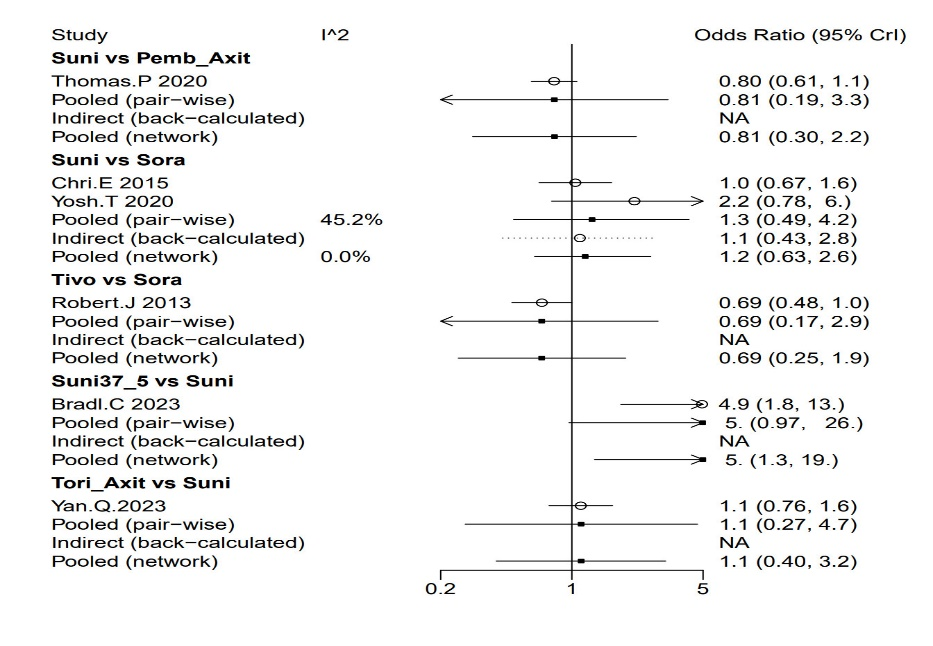 Study I^2 Odds Ratio (95% CrI)
Suni vs Pemb_Axit
Thomas.P 2020 0.80 (0.61, 1.1)
Pooled (pair−wise) 0.81 (0.19, 3.3)
Indirect (back−calculated) NA
Pooled (network) 0.81 (0.30, 2.2)
Suni vs Sora
Chri.E 2015 1.0 (0.67, 1.6)
Yosh.T 2020 2.2 (0.78, 6.)
Pooled (pair−wise) 45.2% 1.3 (0.49, 4.2)
Indirect (back−calculated) 1.1 (0.43, 2.8)
Pooled (network) 0.0% 1.2 (0.63, 2.6)
Tivo vs Sora
Robert.J 2013 0.69 (0.48, 1.0)
Pooled (pair−wise) 0.69 (0.17, 2.9)
Indirect (back−calculated) NA
Pooled (network) 0.69 (0.25, 1.9)
Suni37_5 vs Suni
Bradl.C 2023 4.9 (1.8, 13.)
Pooled (pair−wise) 5. (0.97, 26.)
Indirect (back−calculated) NA
Pooled (network) 5. (1.3, 19.)
Tori_Axit vs Suni
Yan.Q.2023 1.1 (0.76, 1.6)
Pooled (pair−wise) 1.1 (0.27, 4.7)
Indirect (back−calculated) NA
Pooled (network) 1.1 (0.40, 3.2)
0.2 1 5